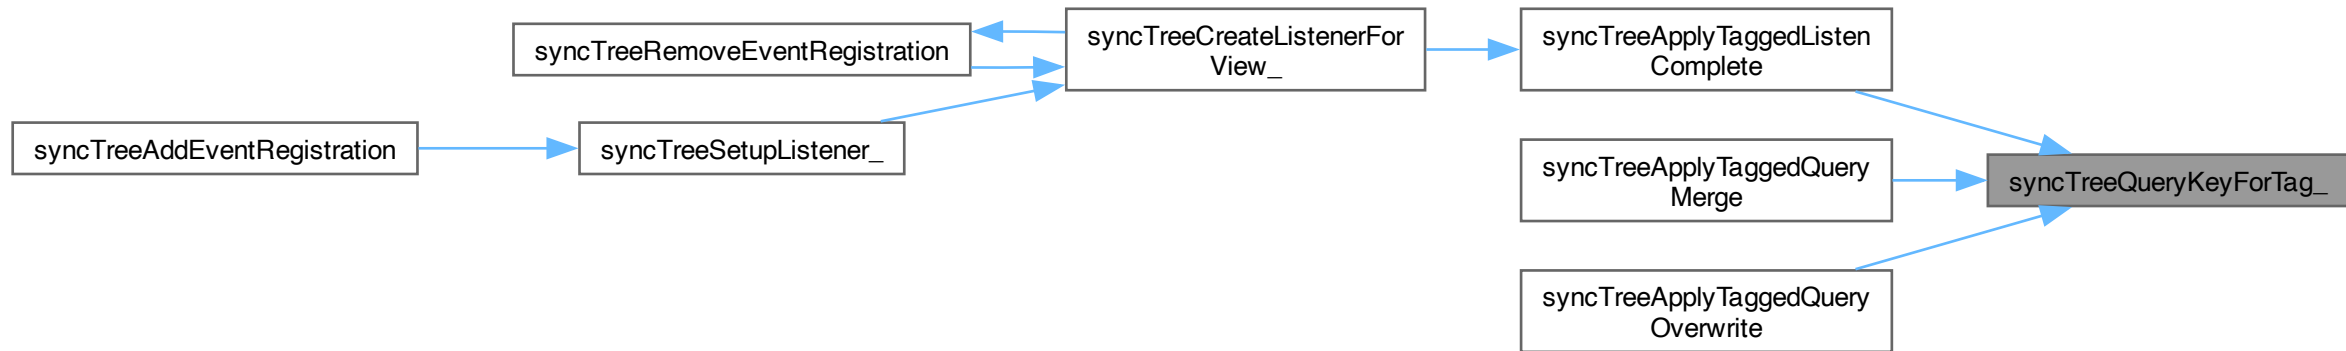 syncTreeRemoveEventRegistration
syncTreeCreateListenerFor
View_
syncTreeApplyTaggedListen
Complete
syncTreeAddEventRegistration
syncTreeSetupListener_
syncTreeApplyTaggedQuery
Merge
syncTreeQueryKeyForTag_
syncTreeApplyTaggedQuery
Overwrite